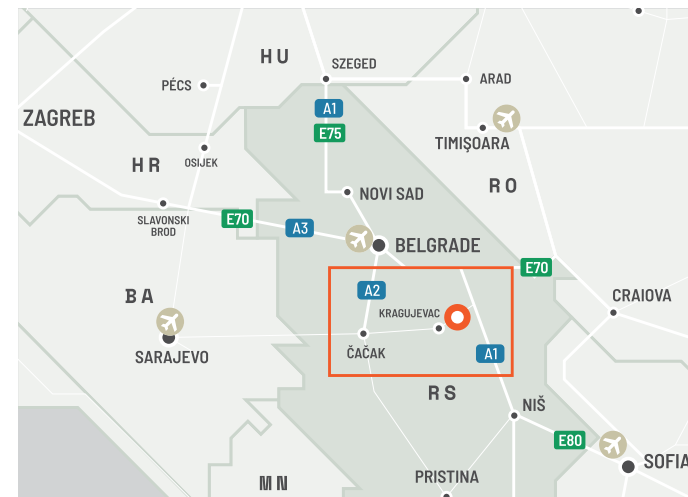 HU
SZEGED
PÉCS
ARAD
A1
ZAGREB
E75
TIMIŞOARA
HR
OSIJEK
RO
NOVI SAD
SLAVONSKI
BROD
E70
A3
BELGRADE
E70
BA
A2
CRAIOVA
KRAGUJEVAC
SARAJEVO
ČAČAK
A1
RS
NIŠ
E80
SOFIA
PRISTINA
MN